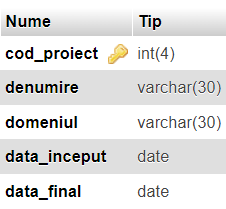 Nume Tip
cod_proiect int(4)
denumire varchar(30)
domeniul varchar(30)
data_inceput date
data_final date